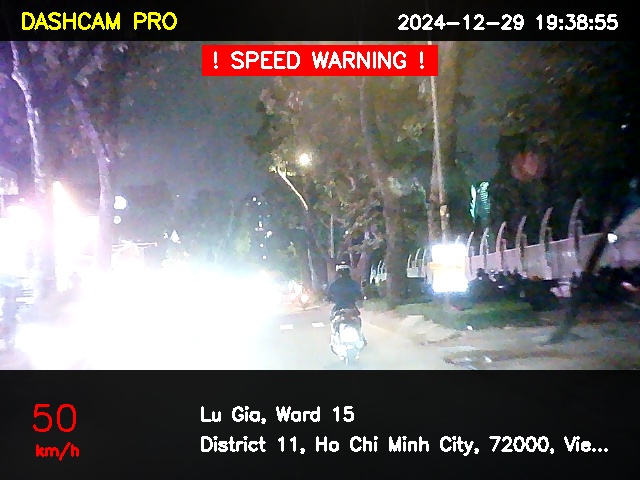 DASHCAM PRO
2024-12-29 19:38:55
! SPEED WARNING !
50
km/h
Lu Gia, Ward 15
District 11, Ho Chi Minh City, 72000, Vie...